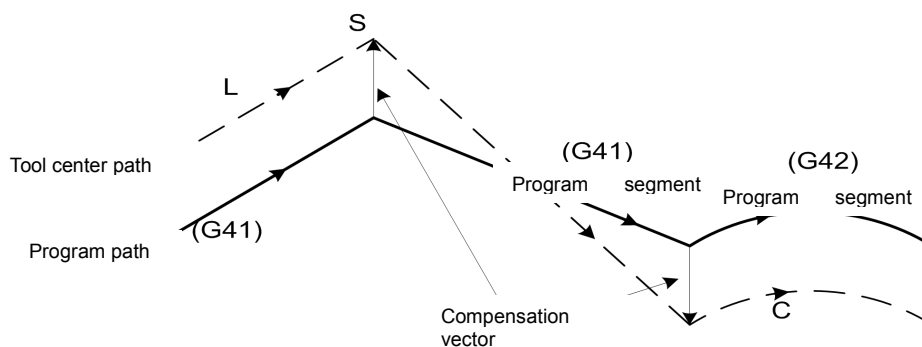 S
L
Tool center path
(G41)
(G42)
Program segment
Program segment
(G41)
Program path
Compensation
vector
C